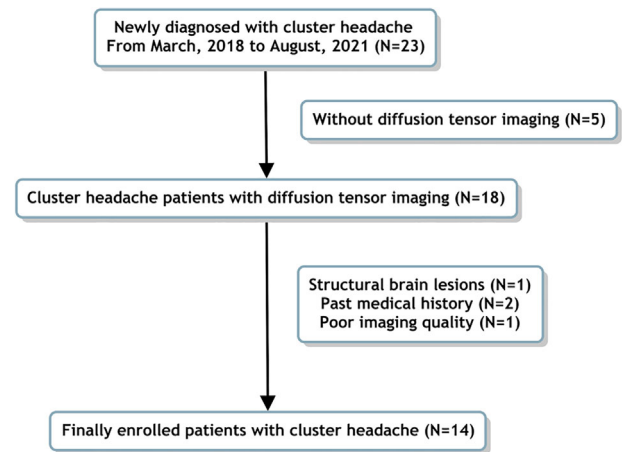 Newly diagnosed with cluster headache
From March, 2018 to August, 2021 (N=23)
Without diffusion tensor imaging (N=5)
Cluster headache patients with diffusion tensor imaging (N=18)
Structural brain lesions (N=1)
Past medical history (N=2)
Poor imaging quality (N=1)
Finally enrolled patients with cluster headache (N=14)